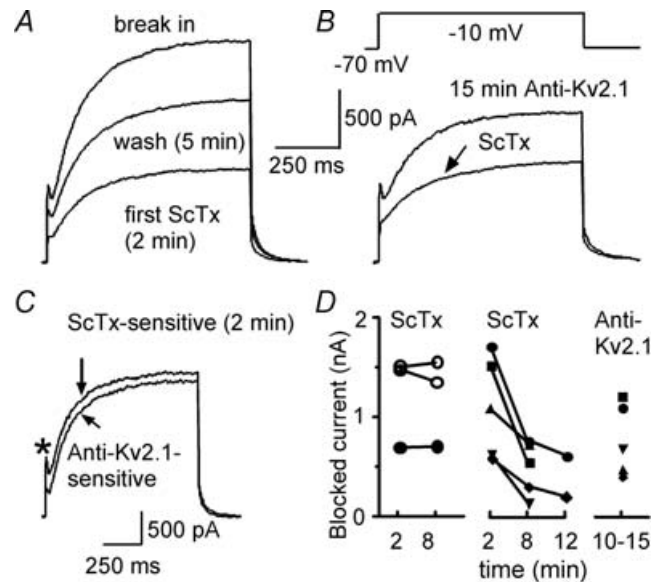 A
break in
wash (5 min)
first ScTx
(2 min)
500 pA
250 ms
B
-10 mV
-70 mV
15 min Anti-Kv2.1
ScTx
C
ScTx-sensitive (2 min)
*
Anti-Kv2.1-
sensitive
500 pA
250 ms
D
ScTx
ScTx
Anti-
Kv2.1
Blocked current (nA)
2
1
0
2 8
2 8 12
10-15
time (min)